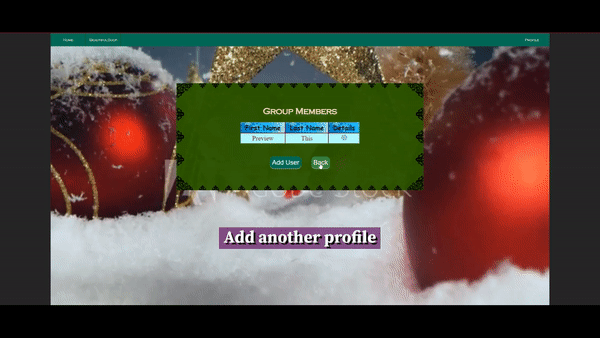 Home
Profile
Group Members
First Name Last Name Details
Preview This
Add User Back
Add another profile